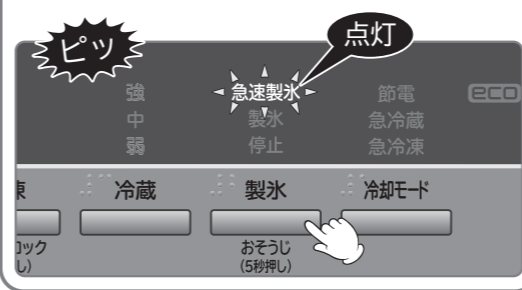 ピッ
点灯
強 急速製氷 節電 eco
中 製氷 急冷蔵
弱 停止 急冷凍
冷蔵 製氷 冷却モード
おそうじ
(5秒押し)